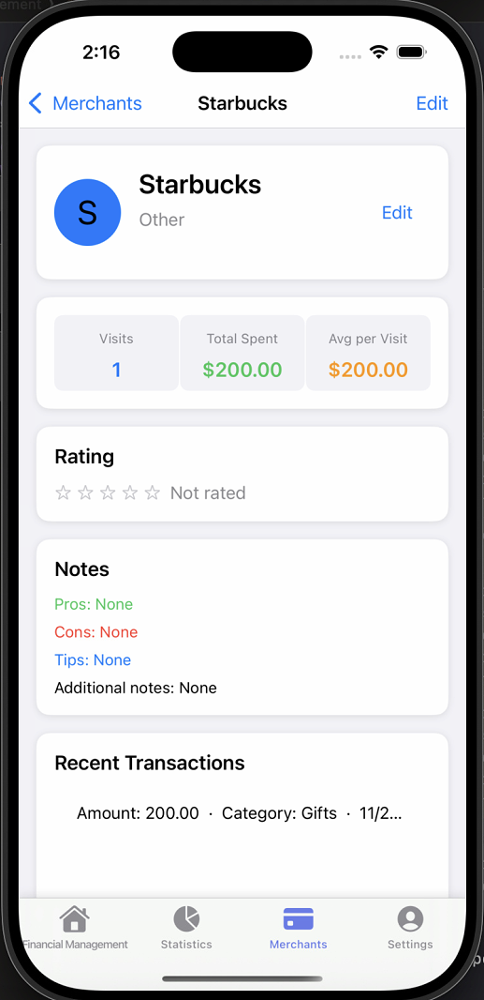 2:16
Merchants
Starbucks
Edit
S
Starbucks
Other
Edit
Visits
Total Spent
Avg per Visit
1
$200.00
$200.00
Rating
☆ ☆ ☆ ☆ ☆ Not rated
Notes
Pros: None
Cons: None
Tips: None
Additional notes: None
Recent Transactions
Amount: 200.00 · Category: Gifts · 11/2...
Financial Management
Statistics
Merchants
Settings